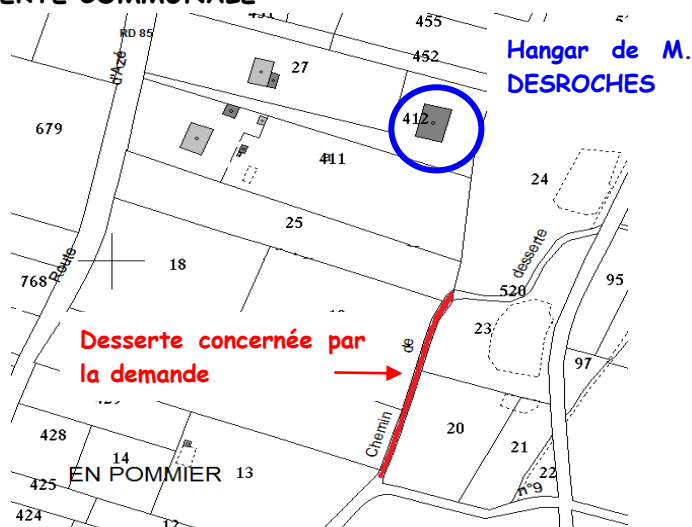 455
RD 85
Hangar de M.
DESROCHES
452
d'Azé
27
412
679
411
24
25
desserte
18
768
Route
95
520
23
Desserte concernée par
la demande
de
97
20
Chemin
428
21
14
EN POMMIER
13
22
425
n°9
424
12